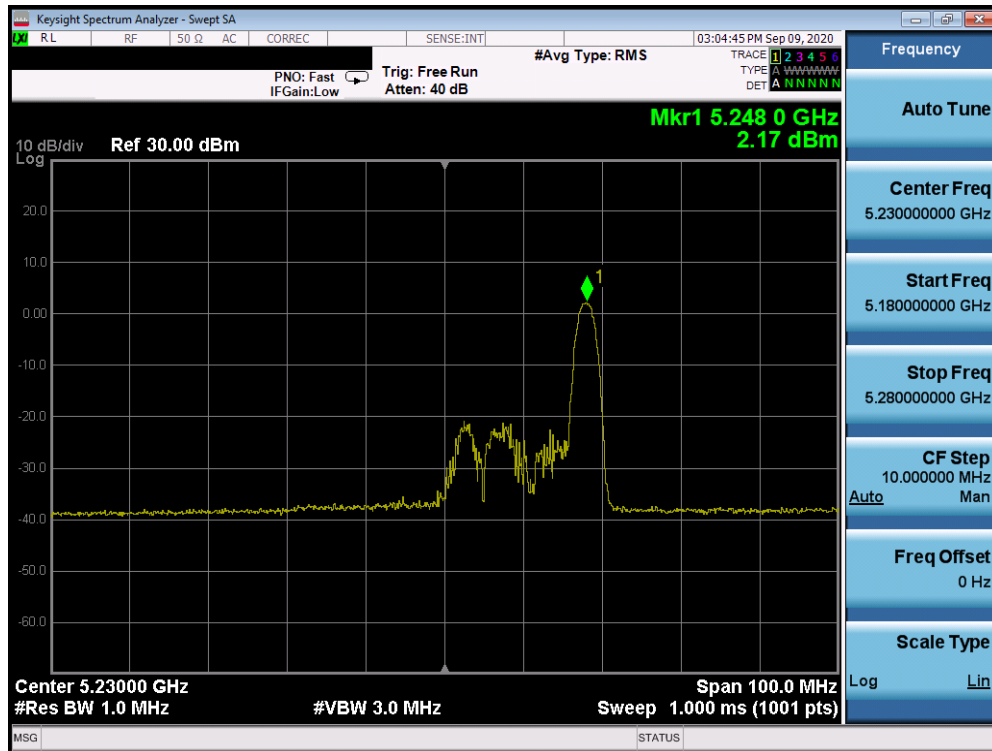 Keysight Spectrum Analyzer - Swept SA
LXI RL RF 50 Ω AC CORREC SENSE:INT 03:04:45 PM Sep 09, 2020
#Avg Type: RMS TRACE 1 2 3 4 5 6
PNO: Fast Trig: Free Run TYPE A WWWWWW
IFGain:Low Atten: 40 dB DET A N N N N N
Mkr1 5.248 0 GHz
2.17 dBm
10 dB/div Ref 30.00 dBm
Log
20.0
10.0
1
0.00
-10.0
-20.0
-30.0
-40.0
-50.0
-60.0
Center 5.23000 GHz Span 100.0 MHz
#Res BW 1.0 MHz #VBW 3.0 MHz Sweep 1.000 ms (1001 pts)
MSG STATUS
Frequency
Auto Tune
Center Freq
5.230000000 GHz
Start Freq
5.180000000 GHz
Stop Freq
5.280000000 GHz
CF Step
10.000000 MHz
Auto Man
Freq Offset
0 Hz
Scale Type
Log Lin